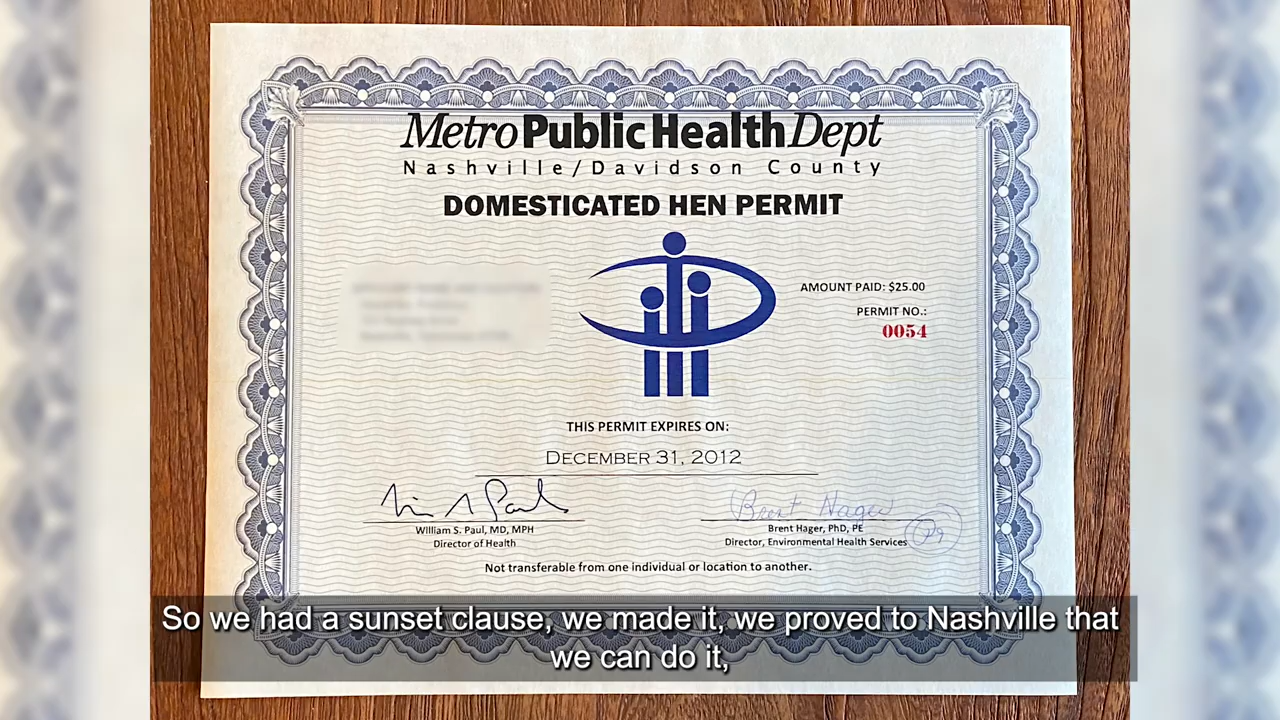 Metro Public Health Dept
Nashville/Davidson County
DOMESTICATED HEN PERMIT
AMOUNT PAID: $25.00
PERMIT NO.:
0054
THIS PERMIT EXPIRES ON:
DECEMBER 31, 2012
Brent Hager
William S. Paul, MD, MPH
Director of Health
Brent Hager, PhD, PE
Director, Environmental Health Services
Not transferable from one individual or location to another.
So we had a sunset clause, we made it, we proved to Nashville that
we can do it,